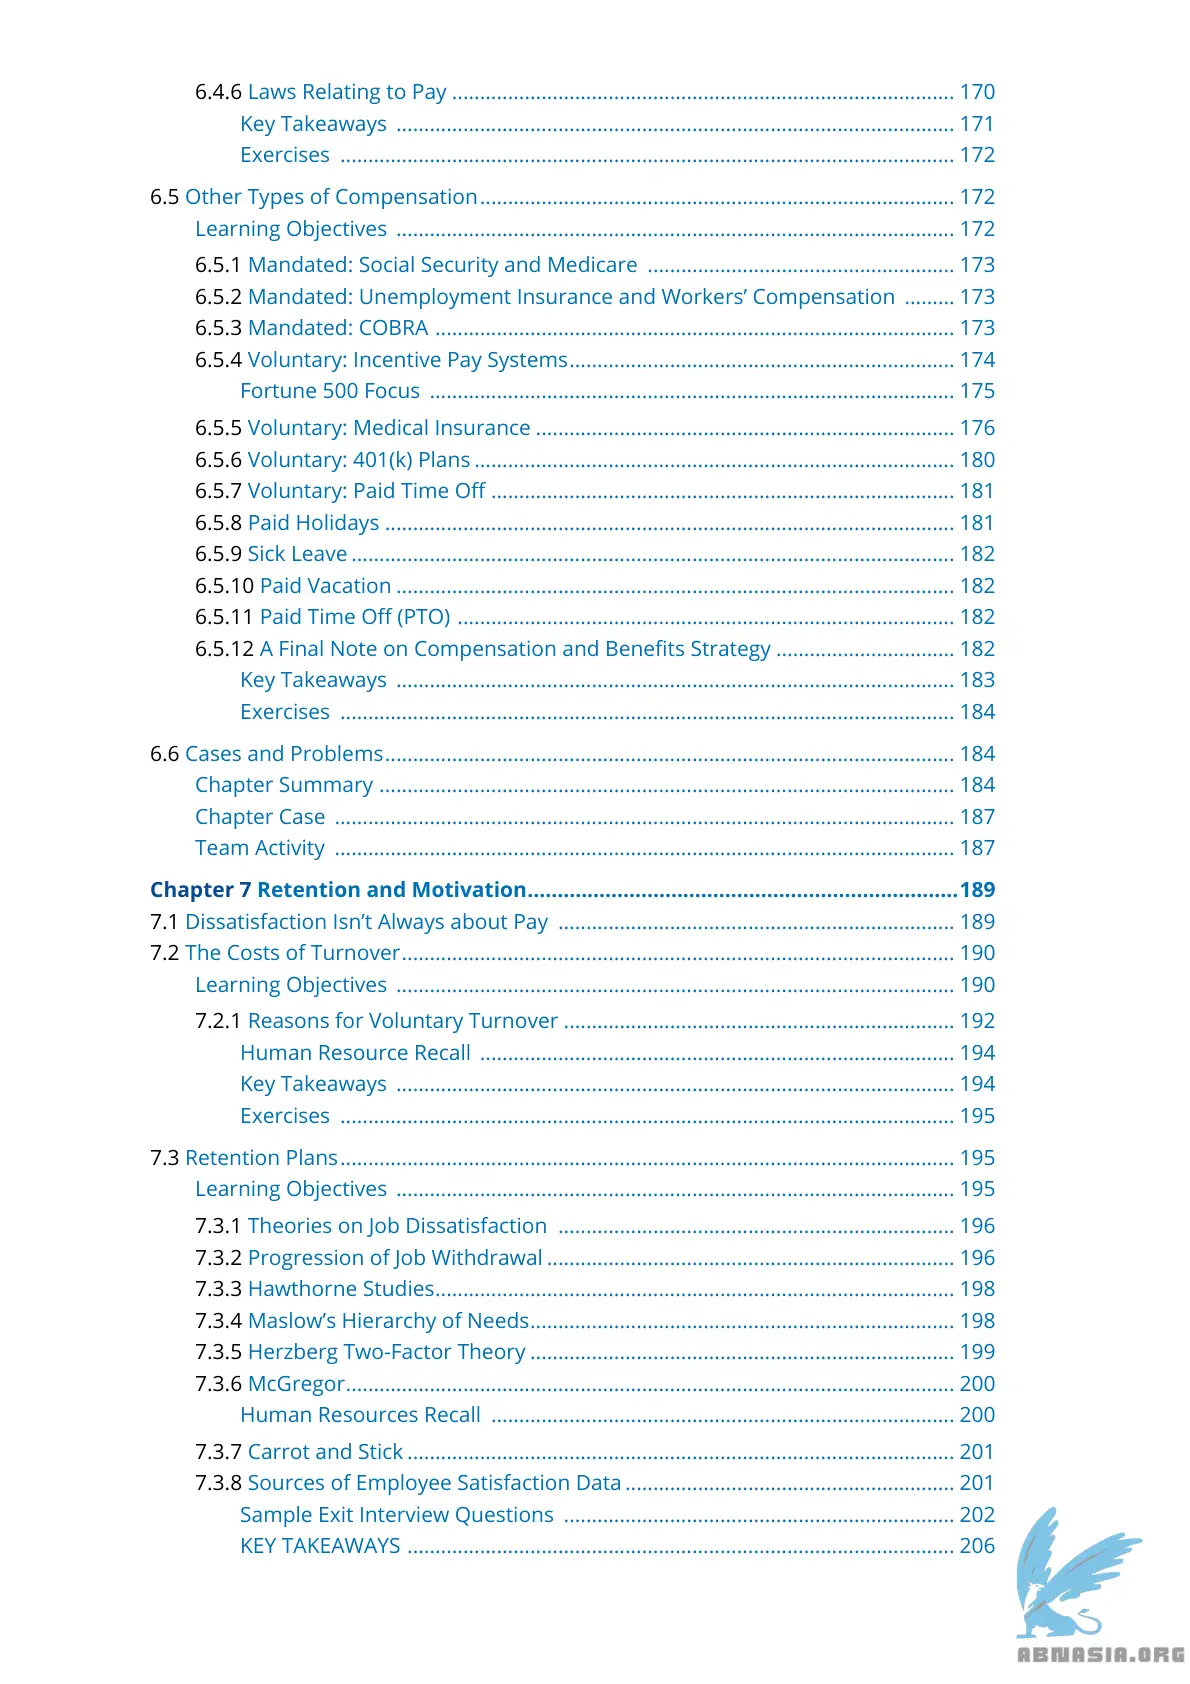 6.4.6 Laws Relating to Pay ........ 170
Key Takeaways ........ 171
Exercises ........ 172
6.5 Other Types of Compensation ........ 172
Learning Objectives ........ 172
6.5.1 Mandated: Social Security and Medicare ........ 173
6.5.2 Mandated: Unemployment Insurance and Workers’ Compensation ......... 173
6.5.3 Mandated: COBRA ........ 173
6.5.4 Voluntary: Incentive Pay Systems ........ 174
Fortune 500 Focus ........ 175
6.5.5 Voluntary: Medical Insurance ........ 176
6.5.6 Voluntary: 401(k) Plans ........ 180
6.5.7 Voluntary: Paid Time Off ........ 181
6.5.8 Paid Holidays ........ 181
6.5.9 Sick Leave ........ 182
6.5.10 Paid Vacation ........ 182
6.5.11 Paid Time Off (PTO) ........ 182
6.5.12 A Final Note on Compensation and Benefits Strategy ........ 182
Key Takeaways ........ 183
Exercises ........ 184
6.6 Cases and Problems ........ 184
Chapter Summary ........ 184
Chapter Case ........ 187
Team Activity ........ 187
Chapter 7 Retention and Motivation ........ 189
7.1 Dissatisfaction Isn’t Always about Pay ........ 189
7.2 The Costs of Turnover ........ 190
Learning Objectives ........ 190
7.2.1 Reasons for Voluntary Turnover ........ 192
Human Resource Recall ........ 194
Key Takeaways ........ 194
Exercises ........ 195
7.3 Retention Plans ........ 195
Learning Objectives ........ 195
7.3.1 Theories on Job Dissatisfaction ........ 196
7.3.2 Progression of Job Withdrawal ........ 196
7.3.3 Hawthorne Studies ........ 198
7.3.4 Maslow’s Hierarchy of Needs ........ 198
7.3.5 Herzberg Two-Factor Theory ........ 199
7.3.6 McGregor ........ 200
Human Resources Recall ........ 200
7.3.7 Carrot and Stick ........ 201
7.3.8 Sources of Employee Satisfaction Data ........ 201
Sample Exit Interview Questions ........ 202
KEY TAKEAWAYS ........ 206
ABNASIA.ORG